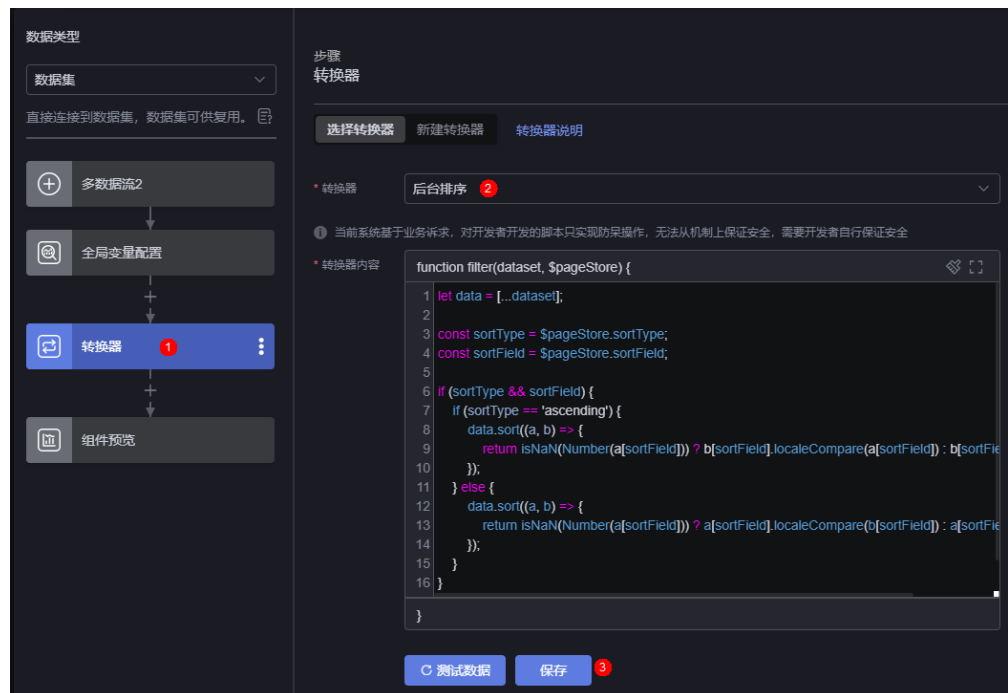 数据类型
数据集
直接连接到数据集，数据集可供复用。
多数据流2
全局变量配置
转换器 1
组件预览
步骤
转换器
选择转换器 新建转换器 转换器说明
* 转换器 后台排序 2
当前系统基于业务诉求，对开发者开发的脚本只实现防呆操作，无法从机制上保证安全，需要开发者自行保证安全
* 转换器内容
function filter(dataset, $pageStore) {
1 let data = [...dataset];
2
3 const sortType = $pageStore.sortType;
4 const sortField = $pageStore.sortField;
5
6 if (sortType && sortField) {
7 if (sortType == 'ascending') {
8 data.sort((a, b) => {
9 return isNaN(Number(a[sortField])) ? b[sortField].localeCompare(a[sortField]) : b[sortFie
10 });
11 } else {
12 data.sort((a, b) => {
13 return isNaN(Number(a[sortField])) ? a[sortField].localeCompare(b[sortField]) : a[sortFie
14 });
15 }
16 }
}
测试数据 保存 3